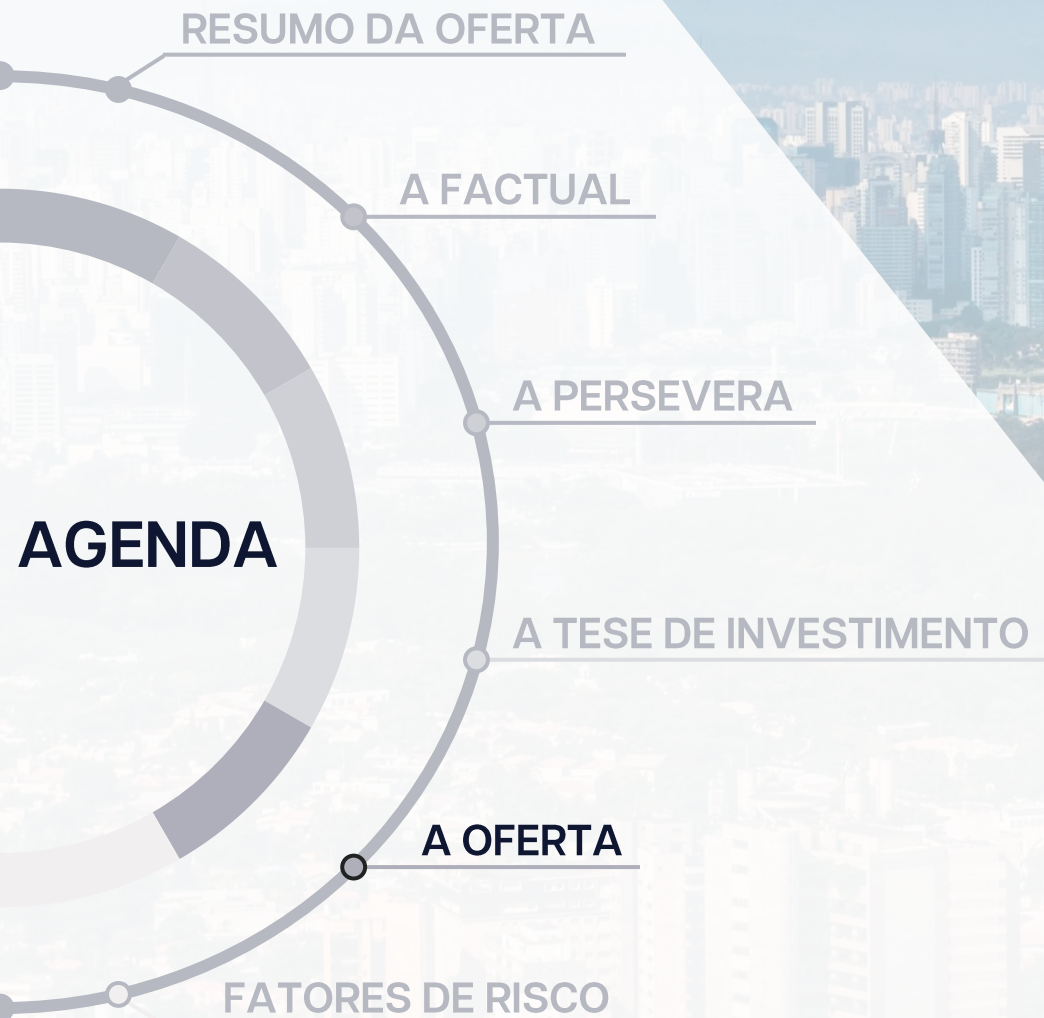 RESUMO DA OFERTA
A FACTUAL
A PERSEVERA
AGENDA
A TESE DE INVESTIMENTO
A OFERTA
FATORES DE RISCO